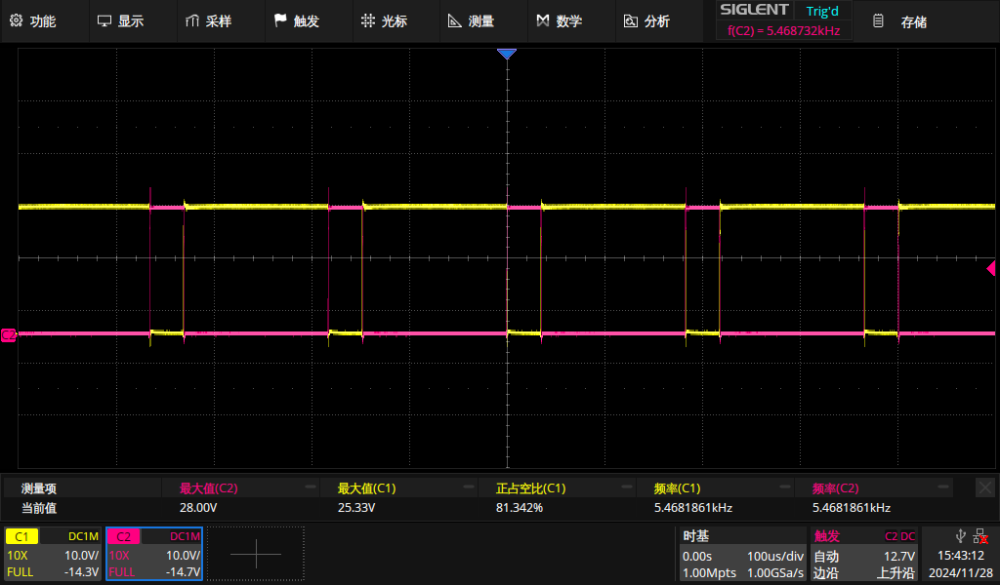 功能 显示 采样 触发 光标 测量 数学 分析 SIGLENT Trig'd 存储
f(C2) = 5.468732kHz
C2
测量项 最大值(C2) 最大值(C1) 正占空比(C1) 频率(C1) 频率(C2)
当前值 28.00V 25.33V 81.342% 5.4681861kHz 5.4681861kHz
C1 DC1M C2 DC1M 时基 触发 C2 DC
10X 10.0V/ 10X 10.0V/ 0.00s 100us/div 自动 12.7V 15:43:12
FULL -14.3V FULL -14.7V 1.00Mpts 1.00GSa/s 边沿 上升沿 2024/11/28